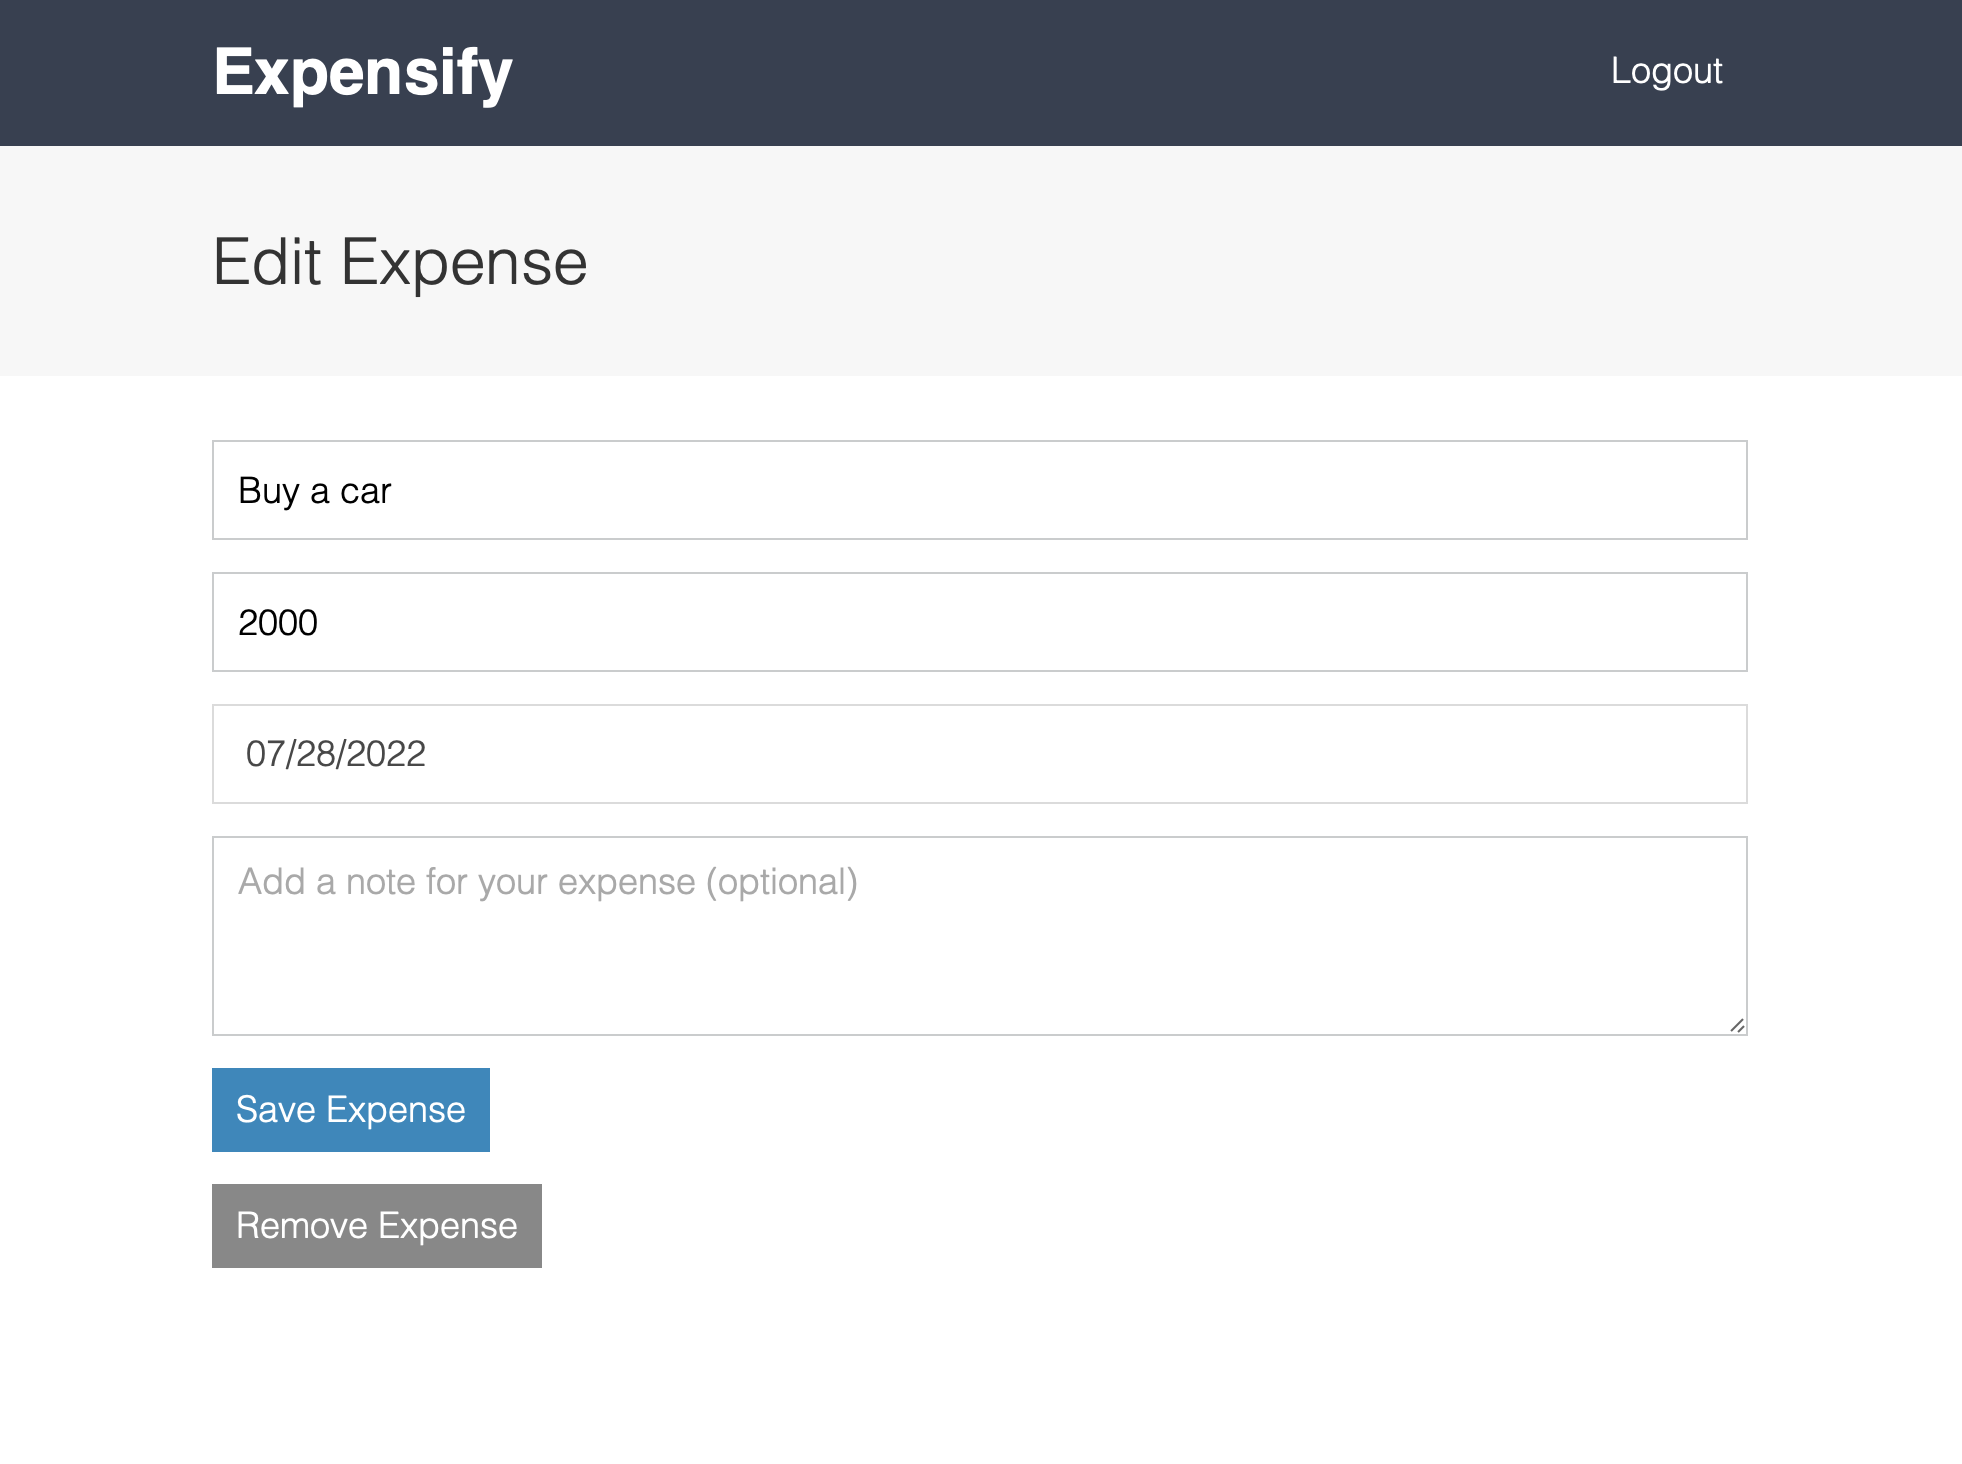 Expensify
Logout
Edit Expense
Buy a car
2000
07/28/2022
Add a note for your expense (optional)
Save Expense
Remove Expense